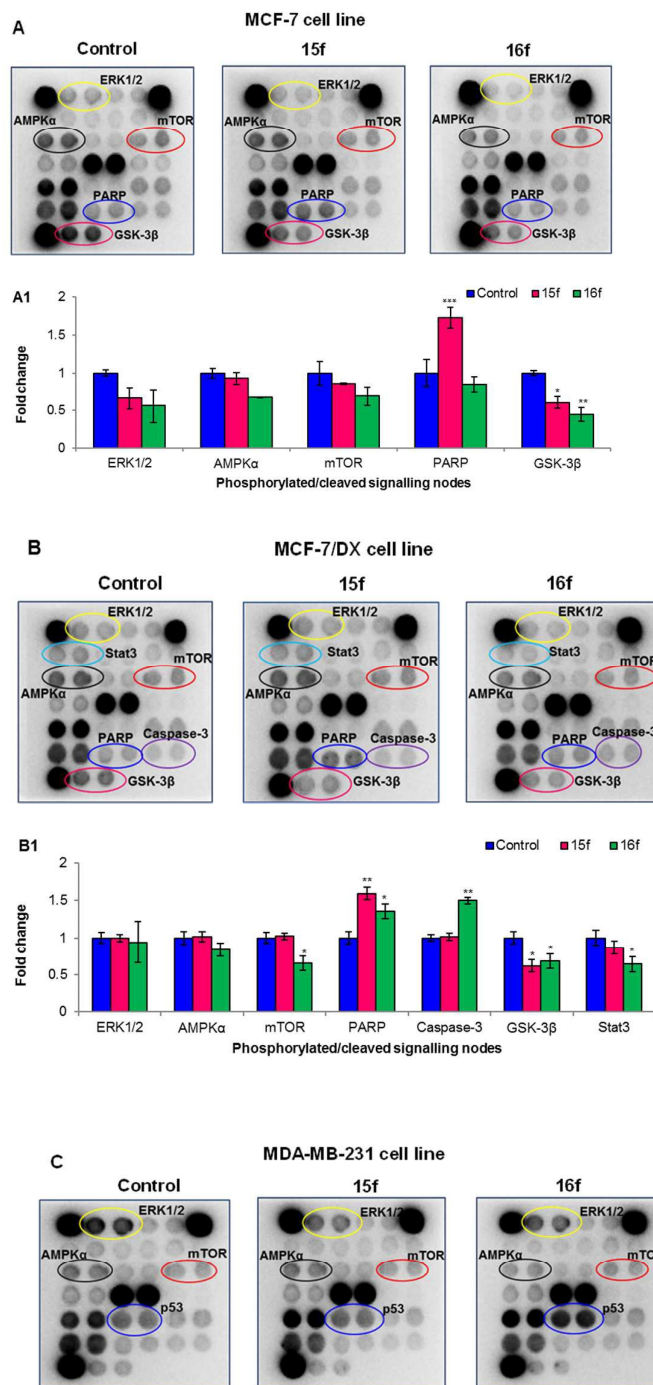 A
MCF-7 cell line
Control 15f 16f
ERK1/2 ERK1/2 ERK1/2
AMPKα mTOR AMPKα mTOR AMPKα mTOR
PARP PARP PARP
GSK-3β GSK-3β GSK-3β
A1
Control 15f 16f
2
1.5
1
0.5
0
Fold change
***
* **
ERK1/2 AMPKα mTOR PARP GSK-3β
Phosphorylated/cleaved signalling nodes
B
MCF-7/DX cell line
Control 15f 16f
ERK1/2 ERK1/2 ERK1/2
Stat3 Stat3 Stat3
mTOR mTOR mTOR
AMPKα AMPKα AMPKα
PARP Caspase-3 PARP Caspase-3 PARP Caspase-3
GSK-3β GSK-3β GSK-3β
B1
Control 15f 16f
2
1.5
1
0.5
0
Fold change
* ** * ** * * *
ERK1/2 AMPKα mTOR PARP Caspase-3 GSK-3β Stat3
Phosphorylated/cleaved signalling nodes
C
MDA-MB-231 cell line
Control 15f 16f
ERK1/2 ERK1/2 ERK1/2
AMPKα mTOR AMPKα mTOR AMPKα mTO
p53 p53 p53